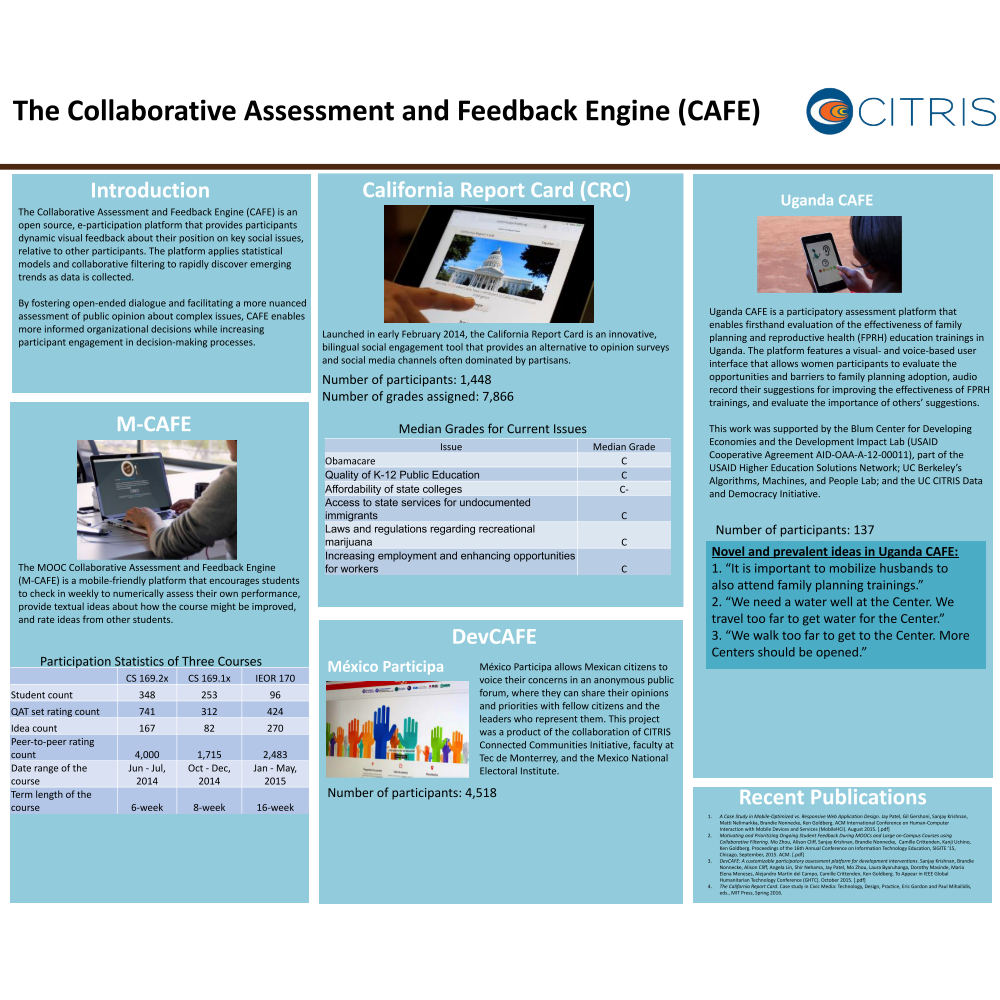 The Collaborative Assessment and Feedback Engine (CAFE)
CITRIS
Introduction
The Collaborative Assessment and Feedback Engine (CAFE) is an
open source, e-participation platform that provides participants
dynamic visual feedback about their position on key social issues,
relative to other participants. The platform applies statistical
models and collaborative filtering to rapidly discover emerging
trends as data is collected.
By fostering open-ended dialogue and facilitating a more nuanced
assessment of public opinion about complex issues, CAFE enables
more informed organizational decisions while increasing
participant engagement in decision-making processes.
M-CAFE
The MOOC Collaborative Assessment and Feedback Engine
(M-CAFE) is a mobile-friendly platform that encourages students
to check in weekly to numerically assess their own performance,
provide textual ideas about how the course might be improved,
and rate ideas from other students.
Participation Statistics of Three Courses
CS 169.2x CS 169.1x IEOR 170
Student count 348 253 96
QAT set rating count 741 312 424
Idea count 167 82 270
Peer-to-peer rating
count 4,000 1,715 2,483
Date range of the Jun - Jul, Oct - Dec, Jan - May,
course 2014 2014 2015
Term length of the
course 6-week 8-week 16-week
California Report Card (CRC)
Launched in early February 2014, the California Report Card is an innovative,
bilingual social engagement tool that provides an alternative to opinion surveys
and social media channels often dominated by partisans.
Number of participants: 1,448
Number of grades assigned: 7,866
Median Grades for Current Issues
Issue Median Grade
Obamacare C
Quality of K-12 Public Education C
Affordability of state colleges C-
Access to state services for undocumented
immigrants C
Laws and regulations regarding recreational
marijuana C
Increasing employment and enhancing opportunities
for workers C
DevCAFE
México Participa
México Participa allows Mexican citizens to
voice their concerns in an anonymous public
forum, where they can share their opinions
and priorities with fellow citizens and the
leaders who represent them. This project
was a product of the collaboration of CITRIS
Connected Communities Initiative, faculty at
Tec de Monterrey, and the Mexico National
Electoral Institute.
Number of participants: 4,518
Uganda CAFE
Uganda CAFE is a participatory assessment platform that
enables firsthand evaluation of the effectiveness of family
planning and reproductive health (FPRH) education trainings in
Uganda. The platform features a visual- and voice-based user
interface that allows women participants to evaluate the
opportunities and barriers to family planning adoption, audio
record their suggestions for improving the effectiveness of FPRH
trainings, and evaluate the importance of others’ suggestions.
This work was supported by the Blum Center for Developing
Economies and the Development Impact Lab (USAID
Cooperative Agreement AID-OAA-A-12-00011), part of the
USAID Higher Education Solutions Network; UC Berkeley’s
Algorithms, Machines, and People Lab; and the UC CITRIS Data
and Democracy Initiative.
Number of participants: 137
Novel and prevalent ideas in Uganda CAFE:
1. “It is important to mobilize husbands to
also attend family planning trainings.”
2. “We need a water well at the Center. We
travel too far to get water for the Center.”
3. “We walk too far to get to the Center. More
Centers should be opened.”
Recent Publications
1. A Case Study in Mobile-Optimized vs. Responsive Web Application Design. Jay Patel, Gil Gershoni, Sanjay Krishnan,
Matti Nelimarkka, Brandie Nonnecke, Ken Goldberg. ACM International Conference on Human-Computer
Interaction with Mobile Devices and Services (MobileHCI). August 2015. [.pdf]
2. Motivating and Prioritizing Ongoing Student Feedback During MOOCs and Large on-Campus Courses using
Collaborative Filtering. Mo Zhou, Alison Cliff, Sanjay Krishnan, Brandie Nonnecke, Camille Crittenden, Kanji Uchino,
Ken Goldberg. Proceedings of the 16th Annual Conference on Information Technology Education, SIGITE '15,
Chicago, September, 2015. ACM. [.pdf]
3. DevCAFE: A customizable participatory assessment platform for development interventions. Sanjay Krishnan, Brandie
Nonnecke, Alison Cliff, Angela Lin, Shir Nehama, Jay Patel, Mo Zhou, Laura Byaruhanga, Dorothy Masinde, Maria
Elena Meneses, Alejandro Martin del Campo, Camille Crittenden, Ken Goldberg. To Appear in IEEE Global
Humanitarian Technology Conference (GHTC). October 2015. [.pdf]
4. The California Report Card. Case study in Civic Media: Technology, Design, Practice, Eric Gordon and Paul Mihailidis,
eds., MIT Press, Spring 2016.